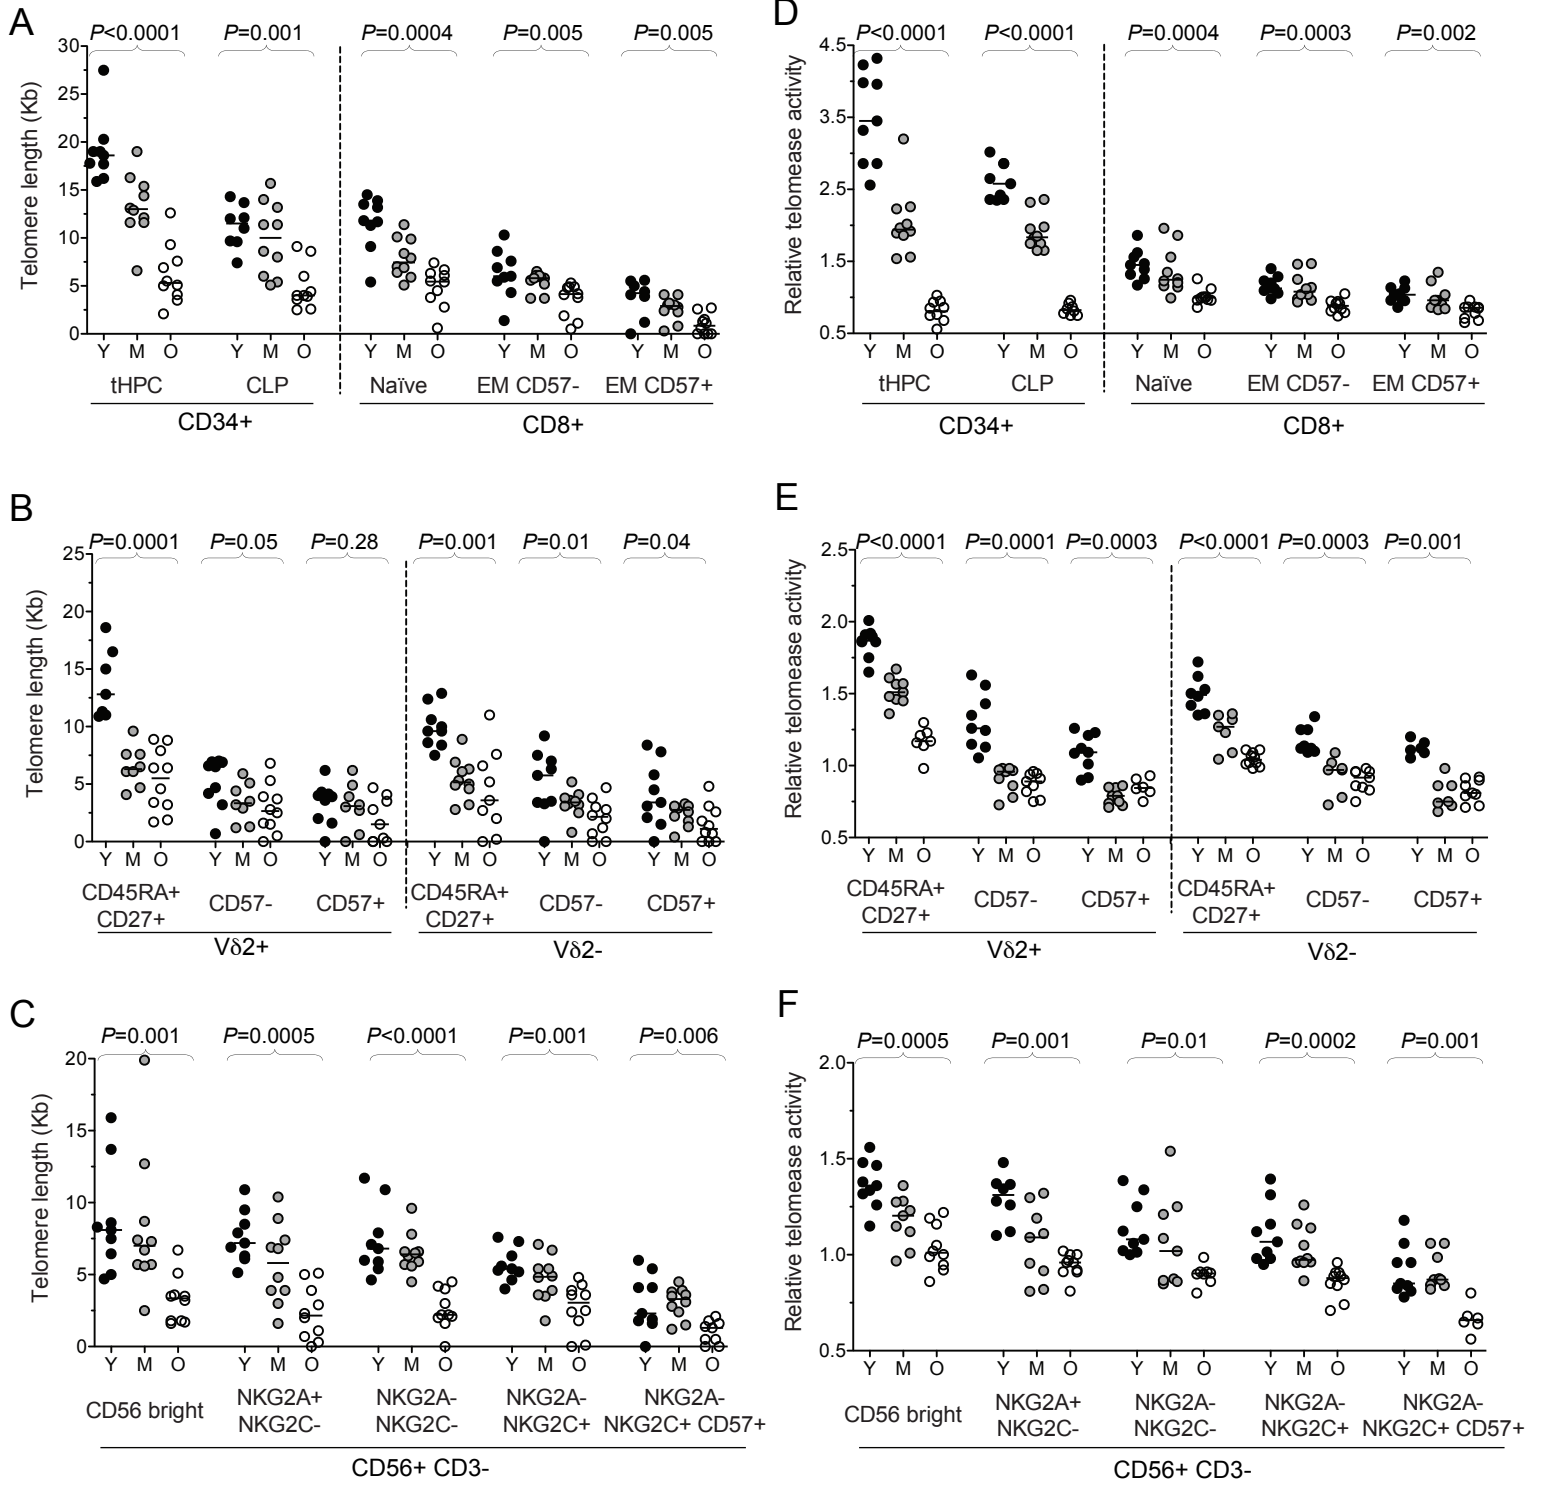 A
P<0.0001 P=0.001 P=0.0004 P=0.005 P=0.005
Telomere length (Kb)
30
25
20
15
10
5
0
Y M O Y M O Y M O Y M O Y M O
tHPC CLP Naïve EM CD57- EM CD57+
CD34+ CD8+
D
P<0.0001 P<0.0001 P=0.0004 P=0.0003 P=0.002
Relative telomease activity
4.5
3.5
2.5
1.5
0.5
Y M O Y M O Y M O Y M O Y M O
tHPC CLP Naïve EM CD57- EM CD57+
CD34+ CD8+
B
P=0.0001 P=0.05 P=0.28 P=0.001 P=0.01 P=0.04
Telomere length (Kb)
25
20
15
10
5
0
Y M O Y M O Y M O Y M O Y M O Y M O
CD45RA+ CD27+ CD57- CD57+ CD45RA+ CD27+ CD57- CD57+
Vδ2+ Vδ2-
E
P<0.0001 P=0.0001 P=0.0003 P<0.0001 P=0.0003 P=0.001
Relative telomease activity
2.5
2.0
1.5
1.0
0.5
Y M O Y M O Y M O Y M O Y M O Y M O
CD45RA+ CD27+ CD57- CD57+ CD45RA+ CD27+ CD57- CD57+
Vδ2+ Vδ2-
C
P=0.001 P=0.0005 P<0.0001 P=0.001 P=0.006
Telomere length (Kb)
20
15
10
5
0
Y M O Y M O Y M O Y M O Y M O
CD56 bright NKG2A+ NKG2A- NKG2A- NKG2A-
NKG2C- NKG2C- NKG2C+ NKG2C+ CD57+
CD56+ CD3-
F
P=0.0005 P=0.001 P=0.01 P=0.0002 P=0.001
Relative telomease activity
2.0
1.5
1.0
0.5
Y M O Y M O Y M O Y M O Y M O
CD56 bright NKG2A+ NKG2A- NKG2A- NKG2A-
NKG2C- NKG2C- NKG2C+ NKG2C+ CD57+
CD56+ CD3-